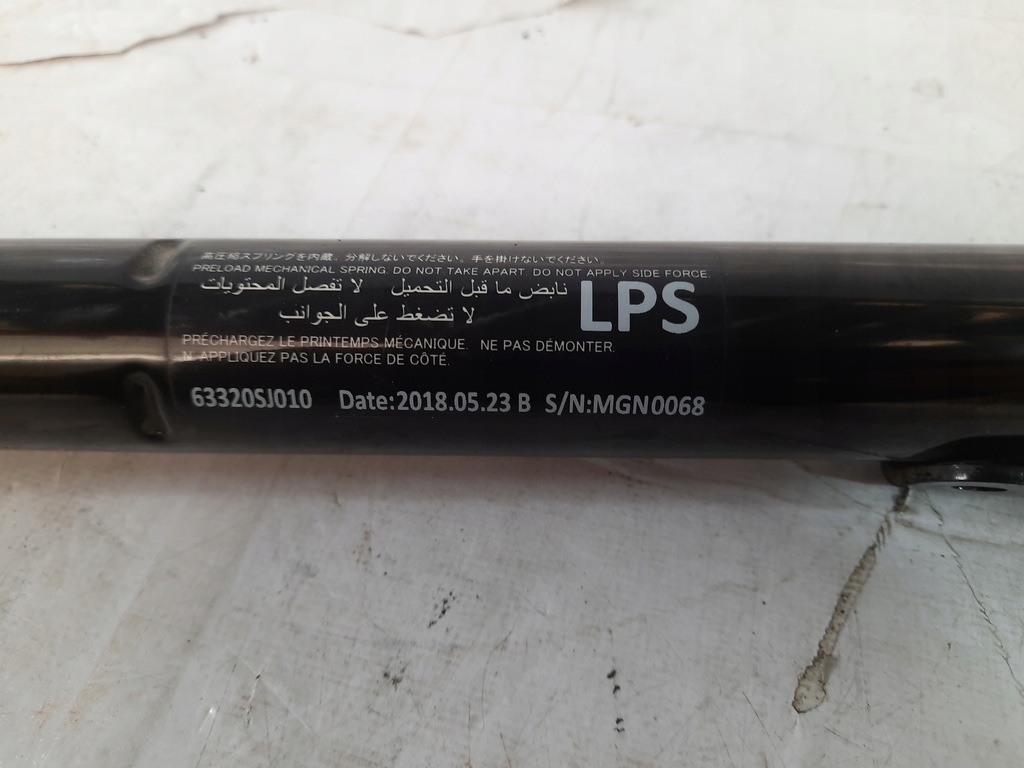 高圧縮スプリングを内蔵。分解しないでください。手を掛けないでください。
PRELOAD MECHANICAL SPRING. DO NOT TAKE APART. DO NOT APPLY SIDE FORCE.
نابض ما قبل التحميل لا تفصل المحتويات
لا تضغط على الجوانب
LPS
PRÉCHARGEZ LE PRINTEMPS MÉCANIQUE. NE PAS DÉMONTER.
N APPLIQUEZ PAS LA FORCE DE CÔTÉ.
63320SJ010 Date:2018.05.23 B S/N:MGN0068